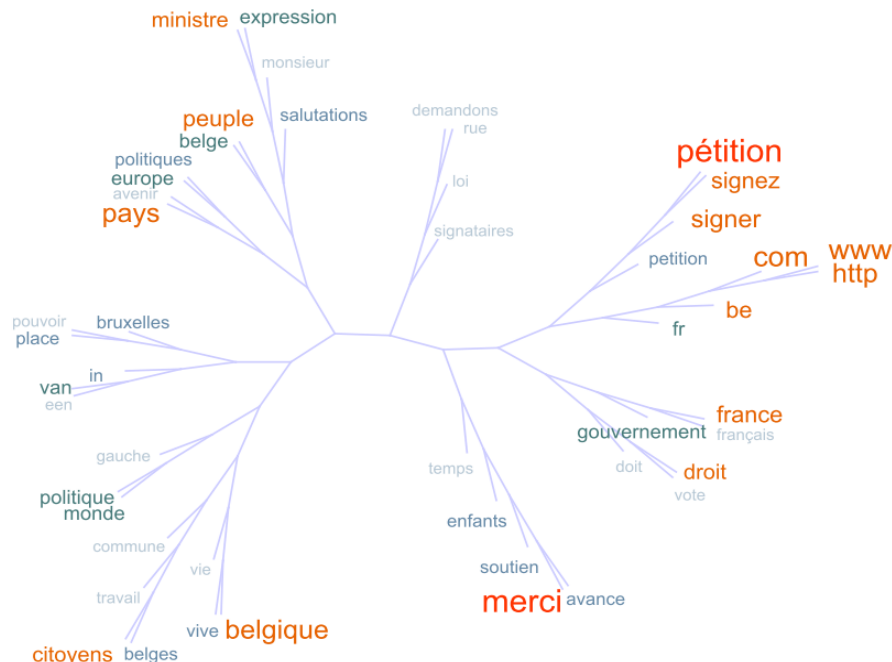 ministre expression
monsieur
peuple
salutations
belge
politiques
europe
avenir
pays
demandons
rue
loi
signataires
pétition
signez
signer
petition
com
www
http
be
fr
pouvoir
bruxelles
place
in
van
een
gauche
politique
monde
commune
vie
travail
vive
belgique
citoyens
belges
temps
enfants
soutien
merci
avance
france
français
gouvernement
doit
droit
vote